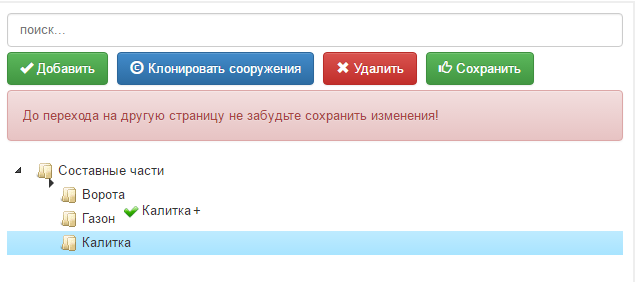 поиск...
Добавить Клонировать сооружения Удалить Сохранить
До перехода на другую страницу не забудьте сохранить изменения!
Составные части
Ворота
Калитка +
Газон
Калитка